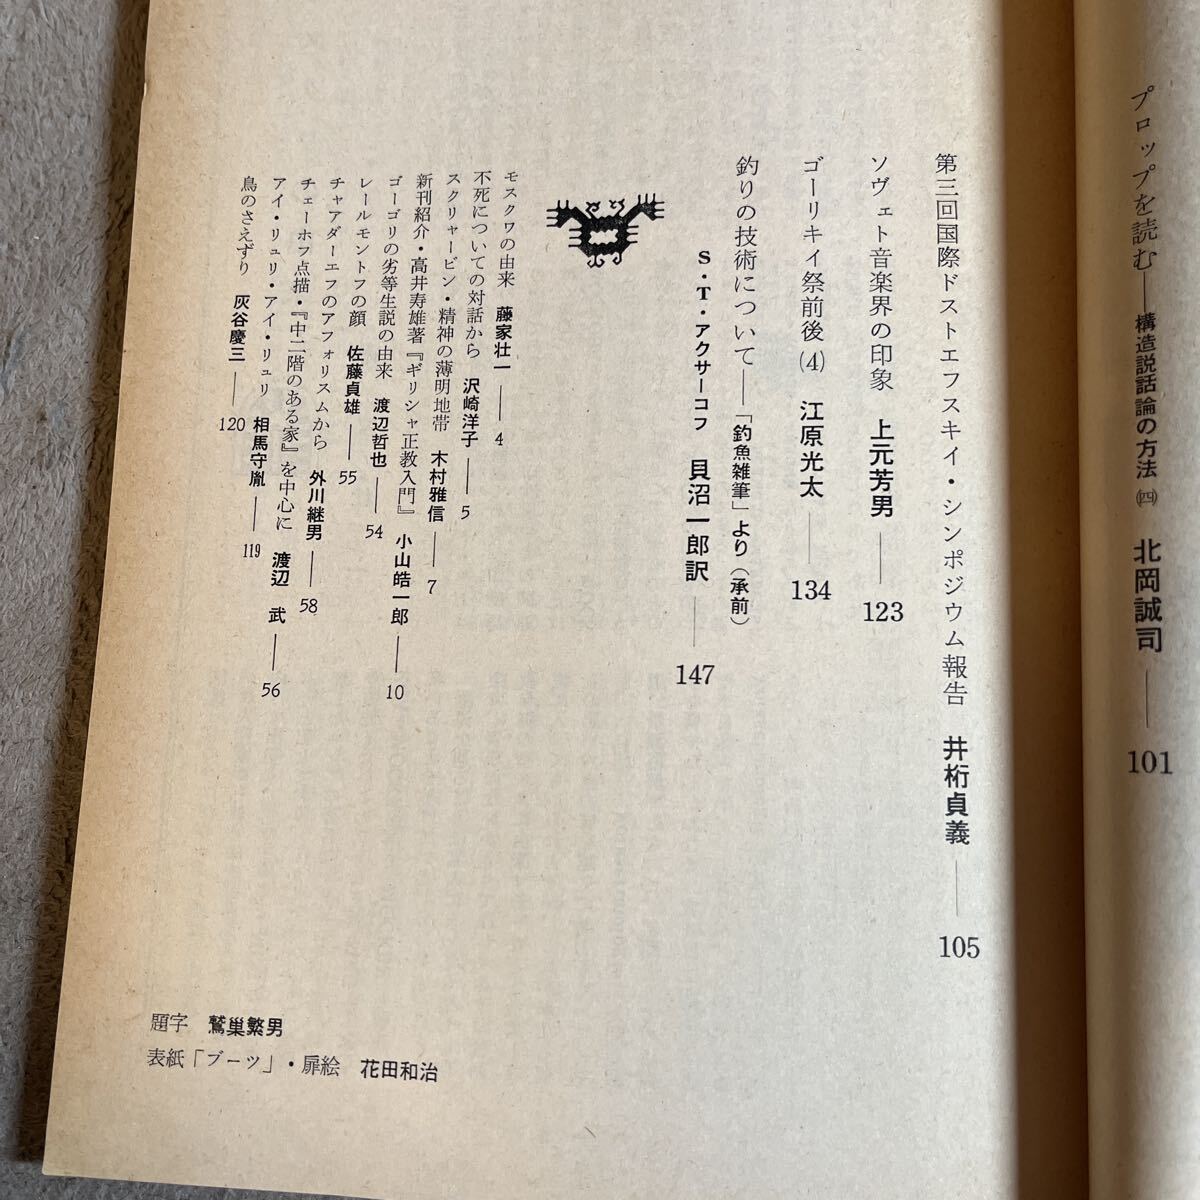 プロップを読む——構造説話論の方法(四) 北岡誠司——101
第三回国際ドストエフスキイ・シンポジウム報告 井桁貞義——105
ソヴェト音楽界の印象 上元芳男——123
ゴーリキイ祭前後(4) 江原光太——134
釣りの技術について——「釣魚雑筆」より(承前)
S・T・アクサーコフ 貝沼一郎訳——147
モスクワの由来 藤家壮一——4
不死についての対話から 沢崎洋子——5
スクリャービン・精神の薄明地帯 木村雅信——7
新刊紹介・高井寿雄著『ギリシャ正教入門』 小山皓一郎——10
ゴーゴリの劣等生説の由来 渡辺哲也——54
レールモントフの顔 佐藤貞雄——55
チャアダーエフのアフォリスムから 外川継男——58
チェーホフ点描・『中二階のある家』を中心に 渡辺 武——56
アイ・リュリ・アイ・リュリ 相馬守胤——119
鳥のさえずり 灰谷慶三——120
題字 鷲巣繁男
表紙「ブーツ」・扉絵 花田和治